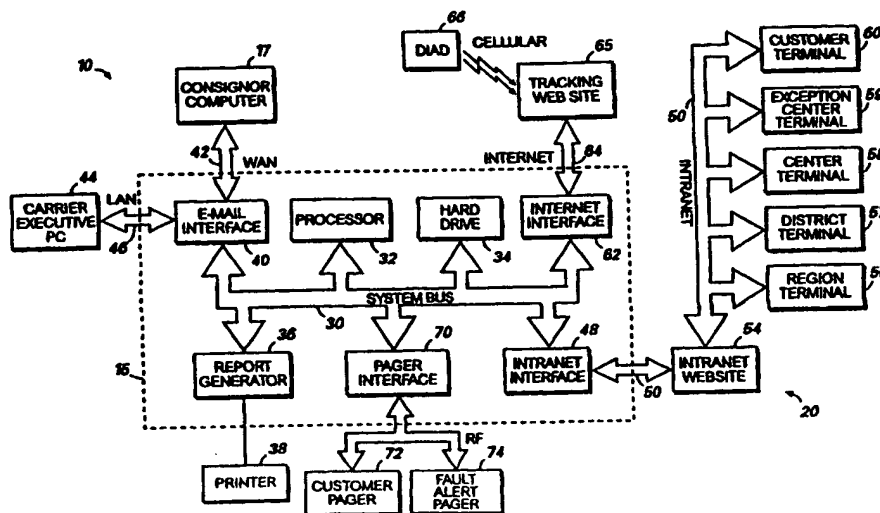 66
DIAD
CELLULAR
65
TRACKING
WEB SITE
10
17
CONSIGNOR
COMPUTER
42
WAN
INTERNET
64
44
CARRIER
EXECUTIVE
PC
LAN
46
E-MAIL
INTERFACE
40
PROCESSOR
32
HARD
DRIVE
34
INTERNET
INTERFACE
62
SYSTEM BUS
30
36
REPORT
GENERATOR
70
PAGER
INTERFACE
48
INTRANET
INTERFACE
50
54
INTRANET
WEBSITE
20
38
PRINTER
RF
72
CUSTOMER
PAGER
74
FAULT
ALERT
PAGER
50
INTRANET
60
CUSTOMER
TERMINAL
59
EXCEPTION
CENTER
TERMINAL
58
CENTER
TERMINAL
DISTRICT
TERMINAL
REGION
TERMINAL